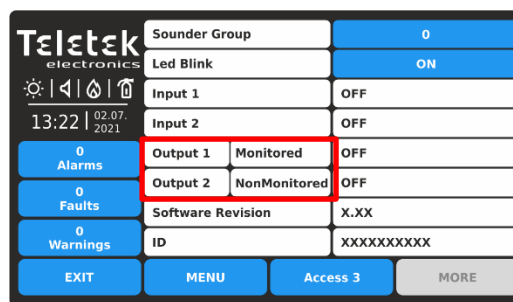 Teletek
electronics
13:22 02.07.
2021
0
Alarms
0
Faults
0
Warnings
Sounder Group 0
Led Blink ON
Input 1 OFF
Input 2 OFF
Output 1 Monitored OFF
Output 2 NonMonitored OFF
Software Revision X.XX
ID XXXXXXXXXX
EXIT MENU Access 3 MORE